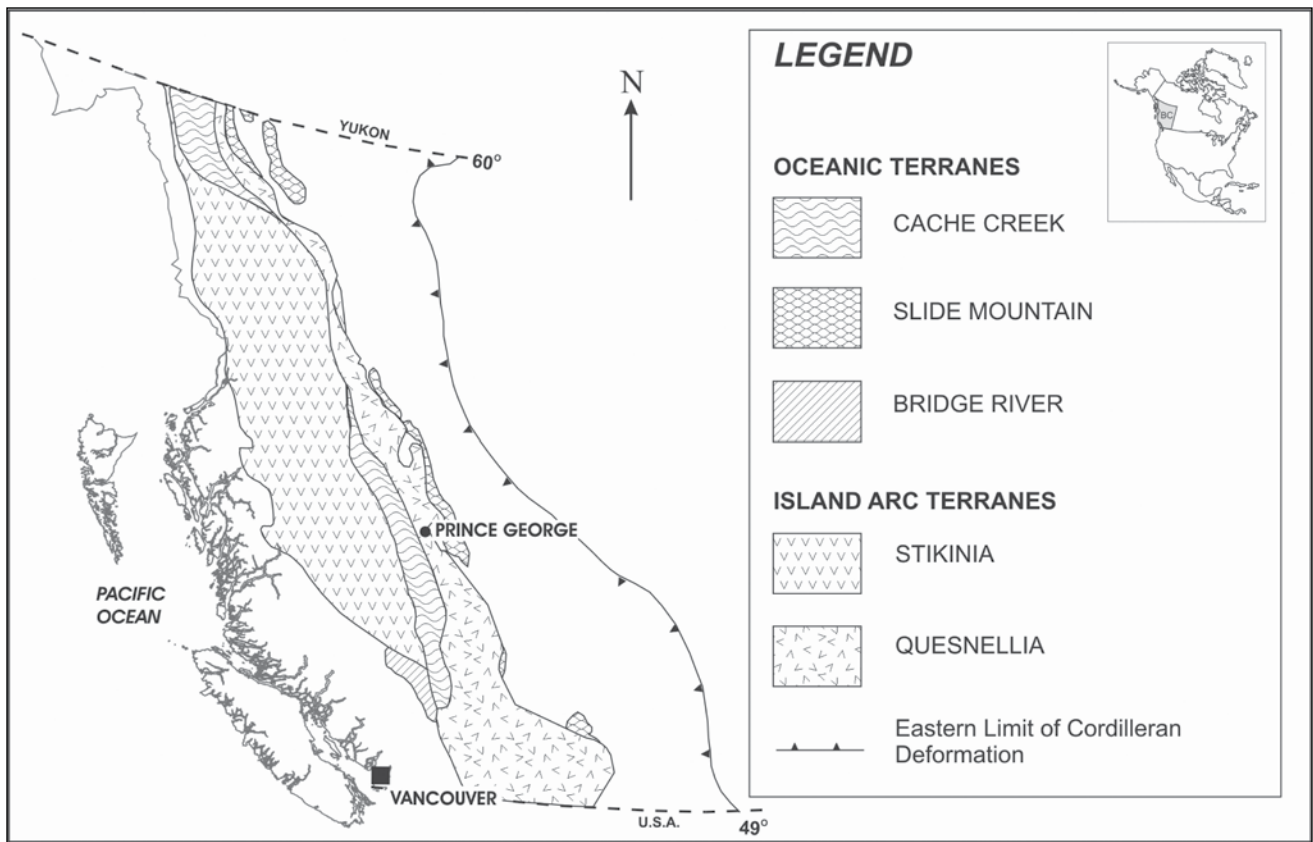 YUKON
60°
N
PRINCE GEORGE
PACIFIC
OCEAN
VANCOUVER
U.S.A.
49°
LEGEND
BC
OCEANIC TERRANES
CACHE CREEK
SLIDE MOUNTAIN
BRIDGE RIVER
ISLAND ARC TERRANES
STIKINIA
QUESNELLIA
Eastern Limit of Cordilleran
Deformation